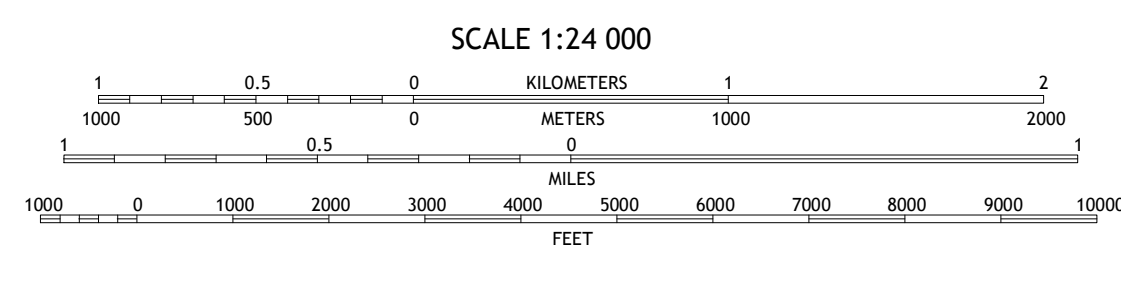 SCALE 1:24 000
1 0.5 0 KILOMETERS 1 2
1000 500 0 METERS 1000 2000
1 0.5 0 1
MILES
1000 0 1000 2000 3000 4000 5000 6000 7000 8000 9000 10000
FEET